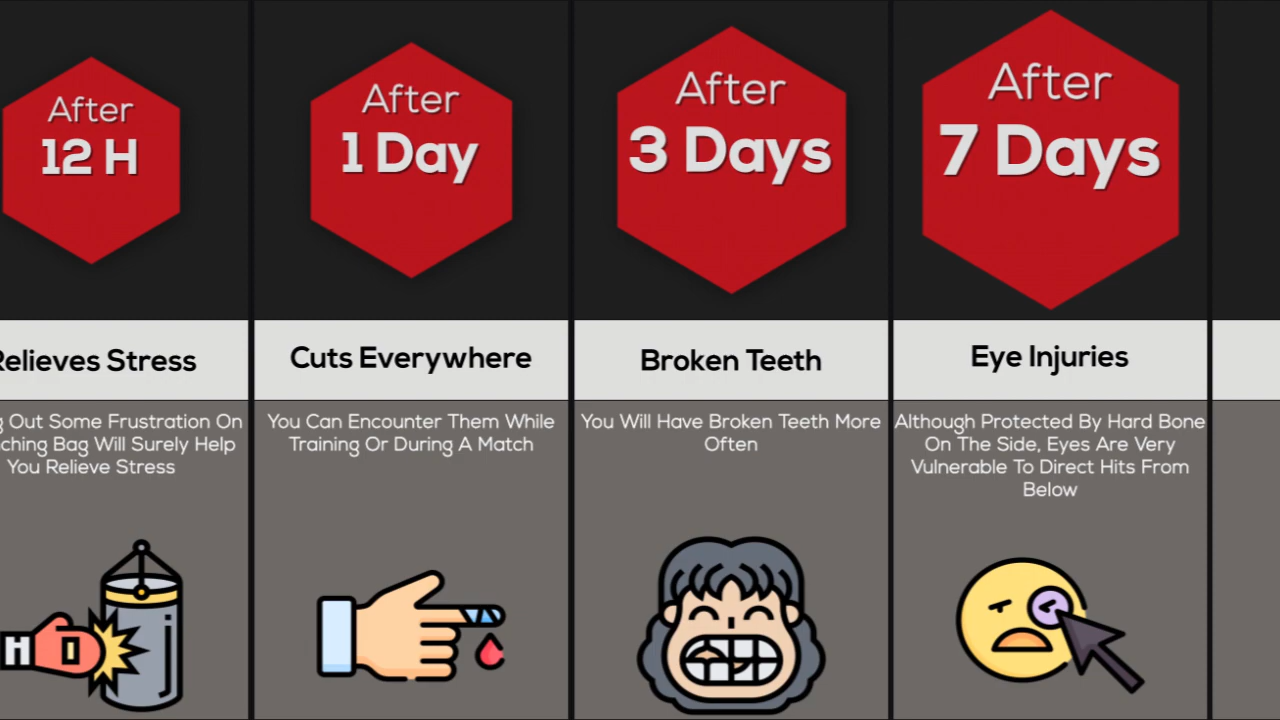 After
12 H
Relieves Stress
g Out Some Frustration On
ching Bag Will Surely Help
You Relieve Stress
After
1 Day
Cuts Everywhere
You Can Encounter Them While
Training Or During A Match
After
3 Days
Broken Teeth
You Will Have Broken Teeth More
Often
After
7 Days
Eye Injuries
Although Protected By Hard Bone
On The Side, Eyes Are Very
Vulnerable To Direct Hits From
Below